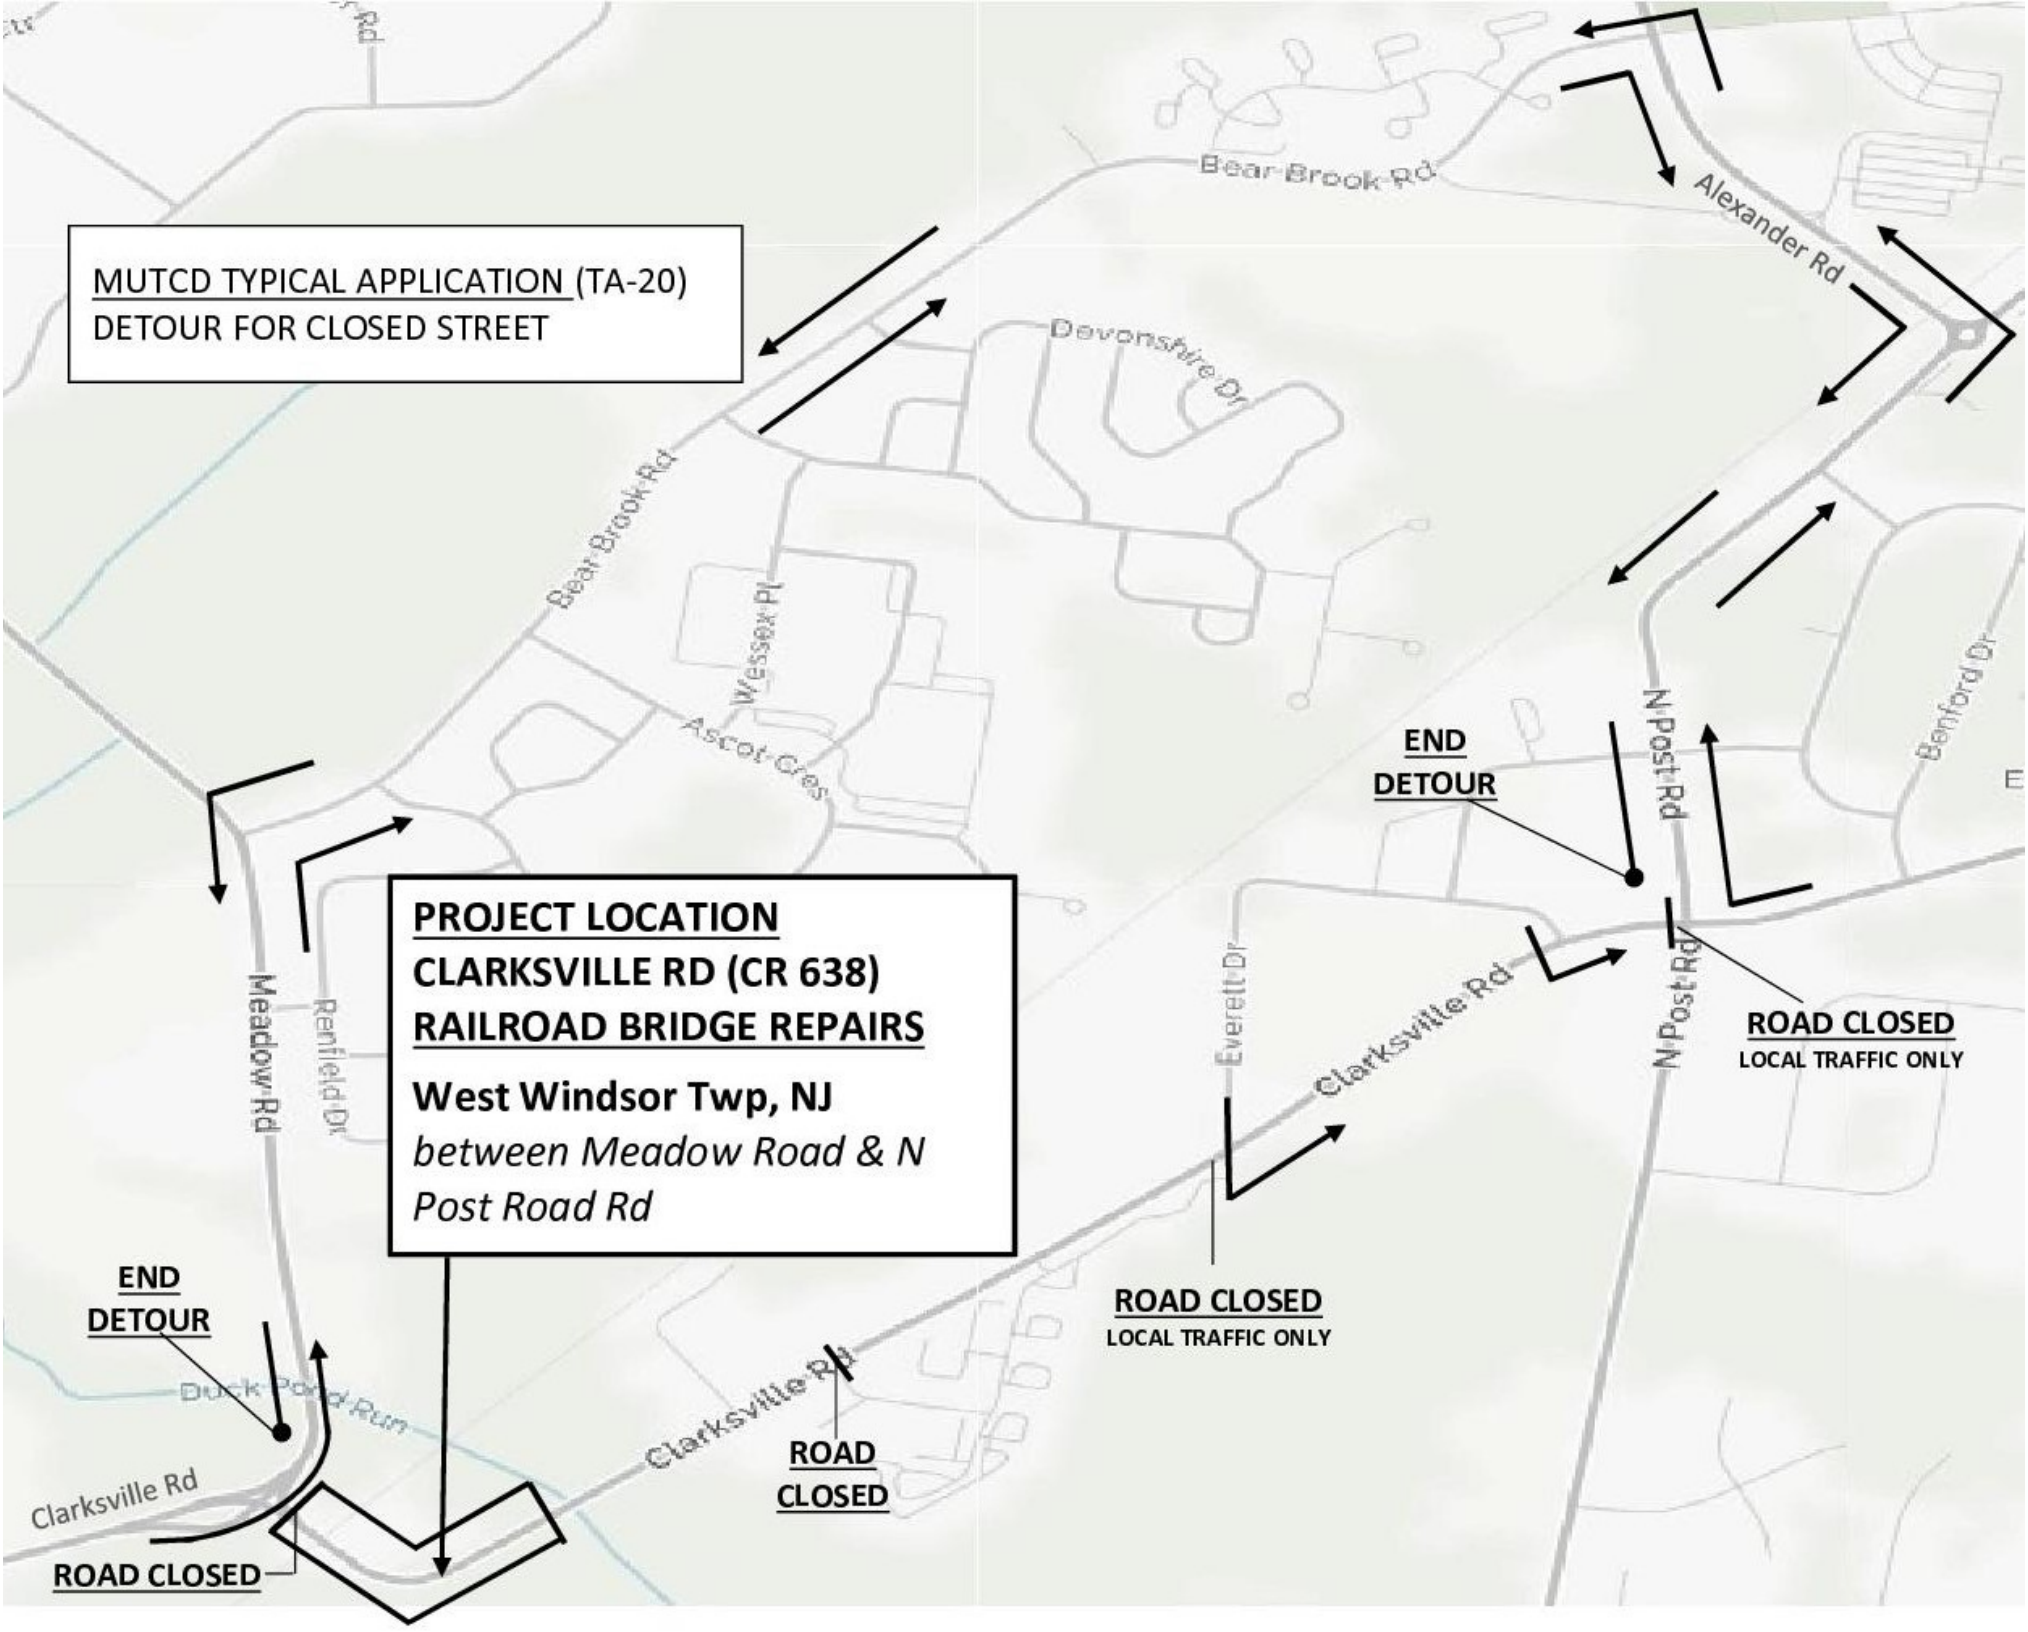 Rd
Bear Brook Rd
Alexander Rd
MUTCD TYPICAL APPLICATION (TA-20)
DETOUR FOR CLOSED STREET
Devonshire Dr
Bear Brook Rd
Wessex Pl
Ascot Cres
N Post Rd
Benford Dr
END
DETOUR
E
PROJECT LOCATION
CLARKSVILLE RD (CR 638)
RAILROAD BRIDGE REPAIRS
West Windsor Twp, NJ
between Meadow Road & N
Post Road Rd
Meadow Rd
Renfield Dr
Everett Dr
Clarksville Rd
N Post Rd
ROAD CLOSED
LOCAL TRAFFIC ONLY
END
DETOUR
ROAD CLOSED
LOCAL TRAFFIC ONLY
Duck Pond Run
Clarksville Rd
ROAD
CLOSED
Clarksville Rd
ROAD CLOSED